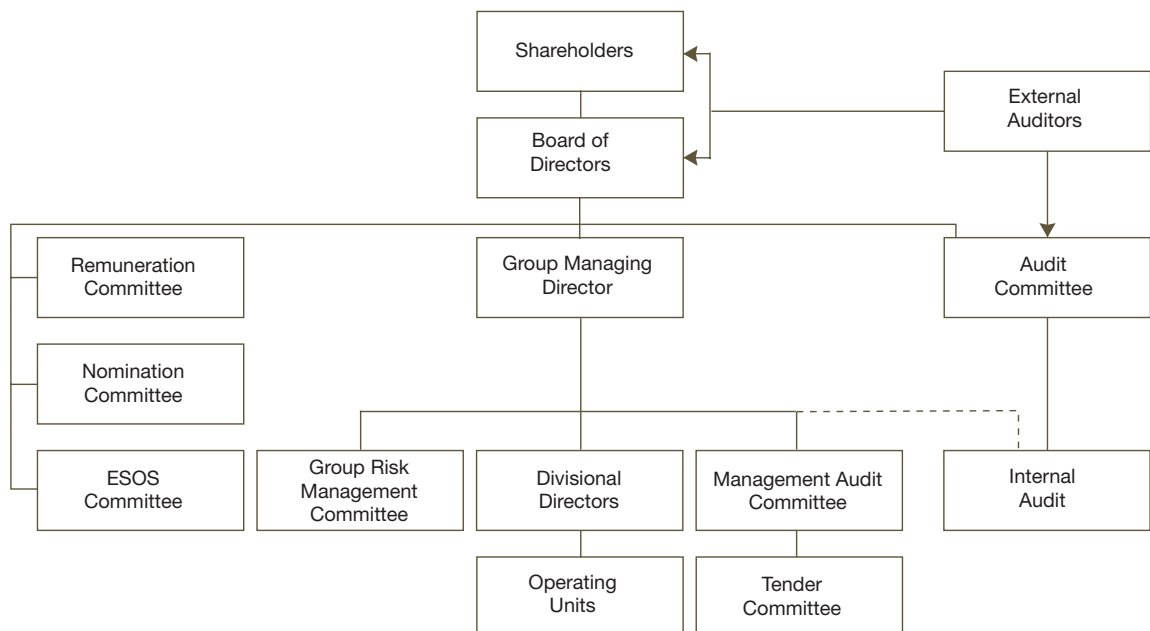 Shareholders
External
Auditors
Board of
Directors
Remuneration
Committee
Group Managing
Director
Audit
Committee
Nomination
Committee
ESOS
Committee
Group Risk
Management
Committee
Divisional
Directors
Management Audit
Committee
Internal
Audit
Operating
Units
Tender
Committee